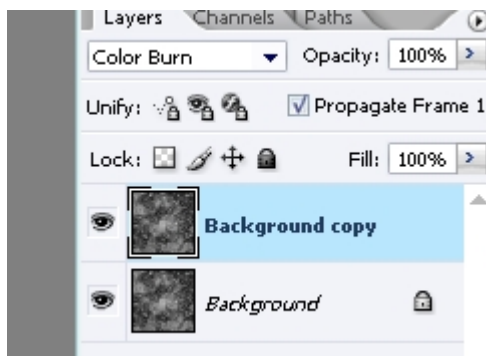 Layers Channels Paths
Color Burn Opacity: 100%
Unify: Propagate Frame 1
Lock: Fill: 100%
Background copy
Background